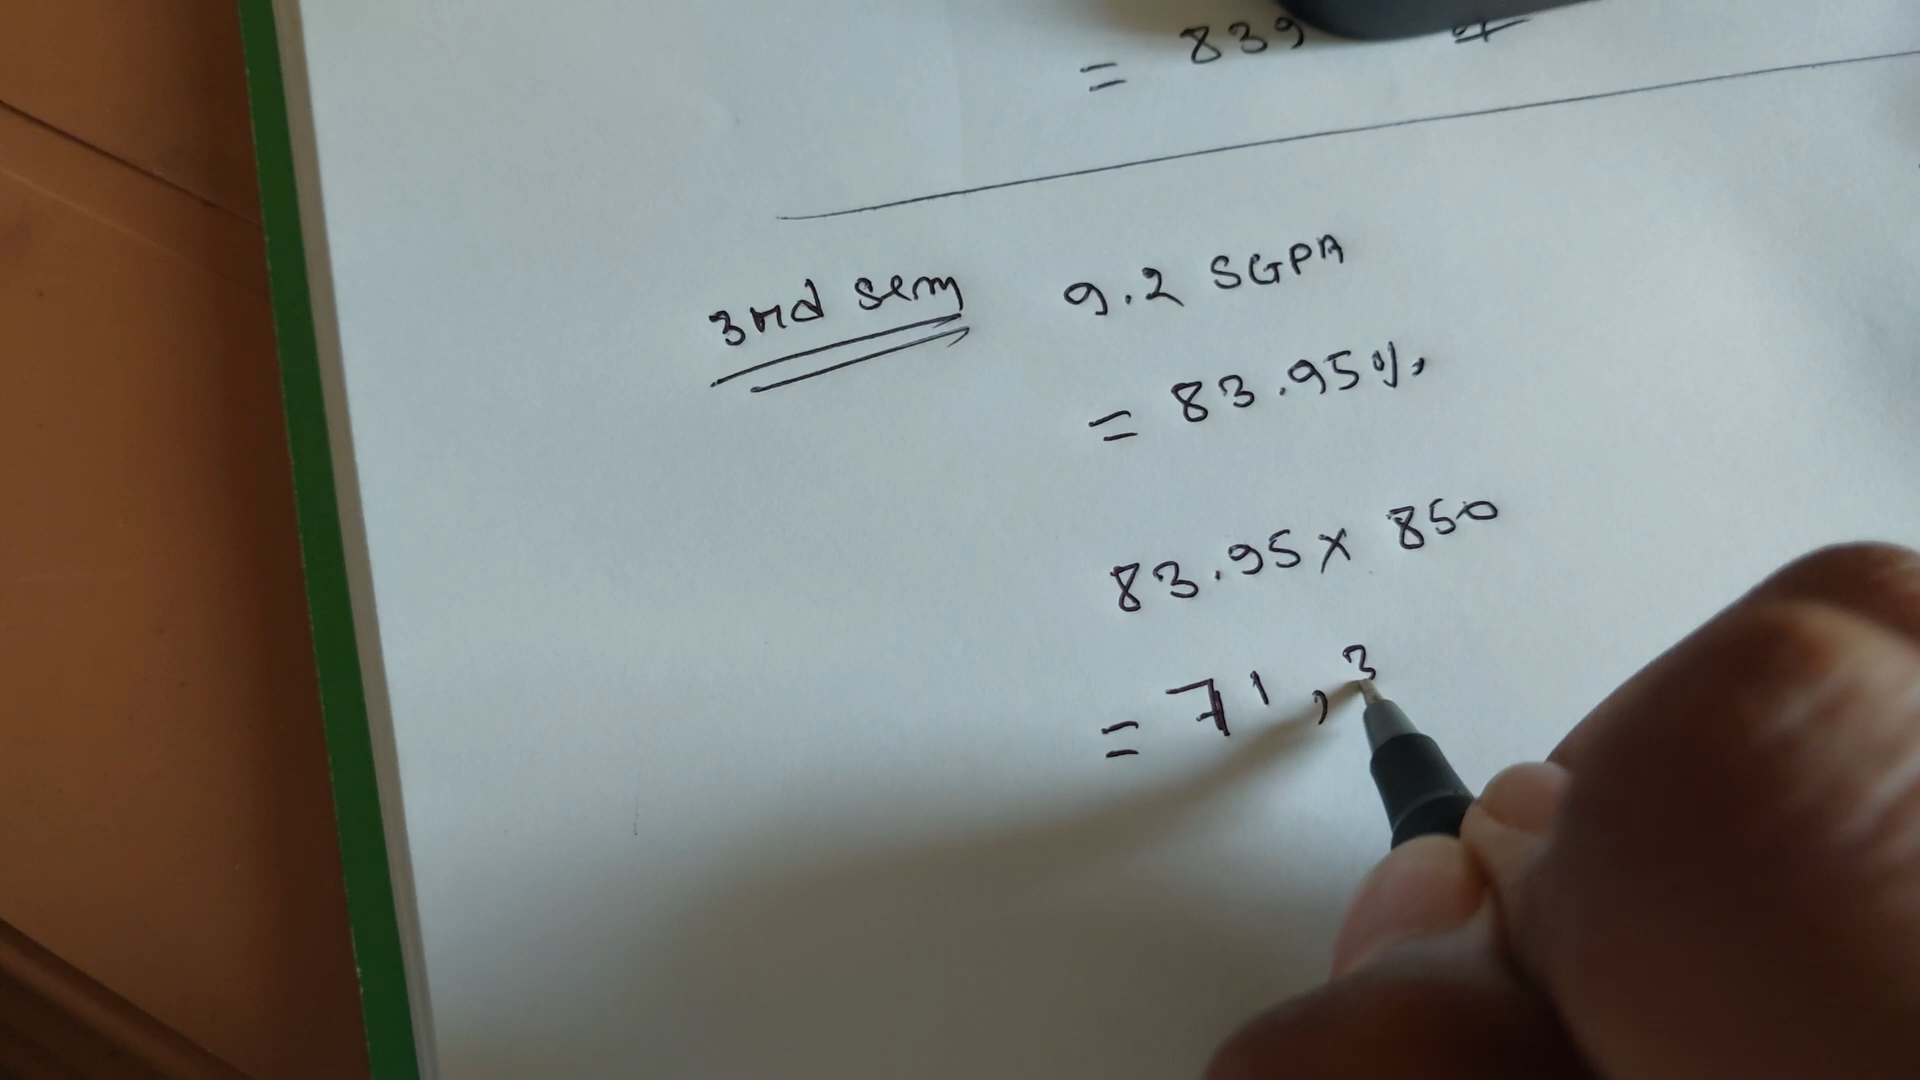 = 839
3rd sem 9.2 SGPA
= 83.95%
83.95 x 850
= 71,3